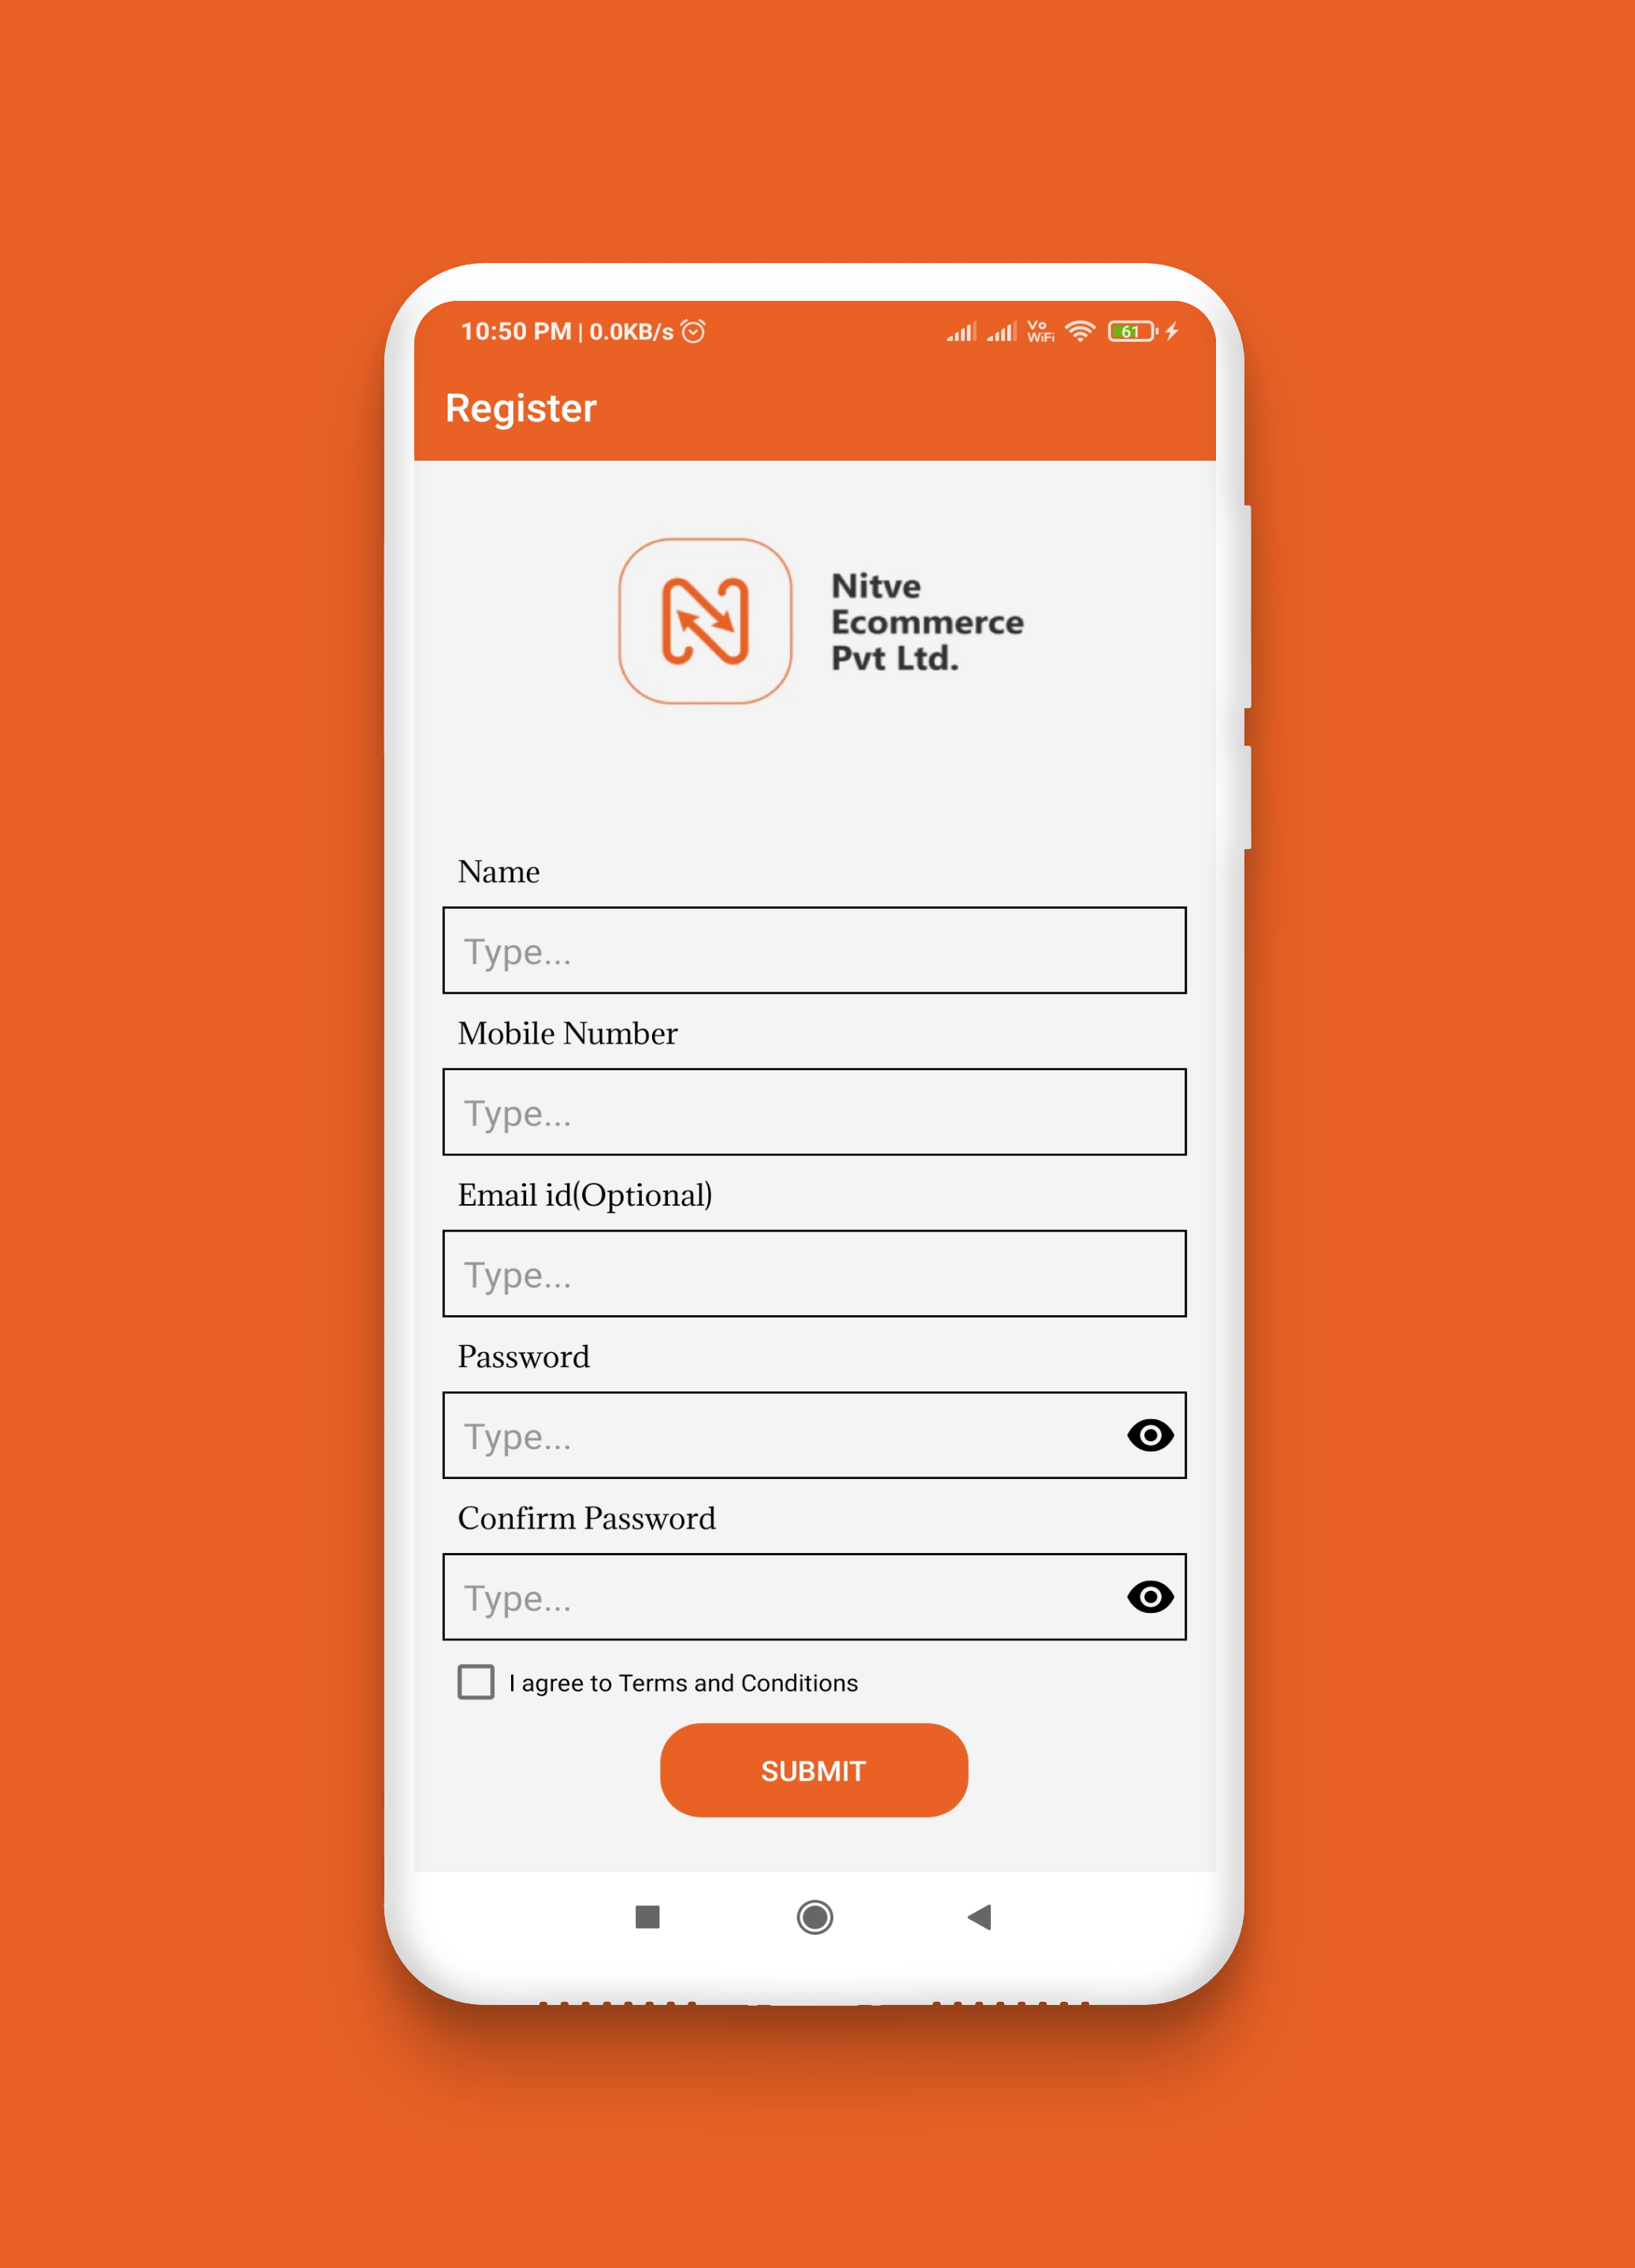 10:50 PM | 0.0KB/s Vo WiFi 61
Register
Nitve
Ecommerce
Pvt Ltd.
Name
Type...
Mobile Number
Type...
Email id(Optional)
Type...
Password
Type...
Confirm Password
Type...
I agree to Terms and Conditions
SUBMIT